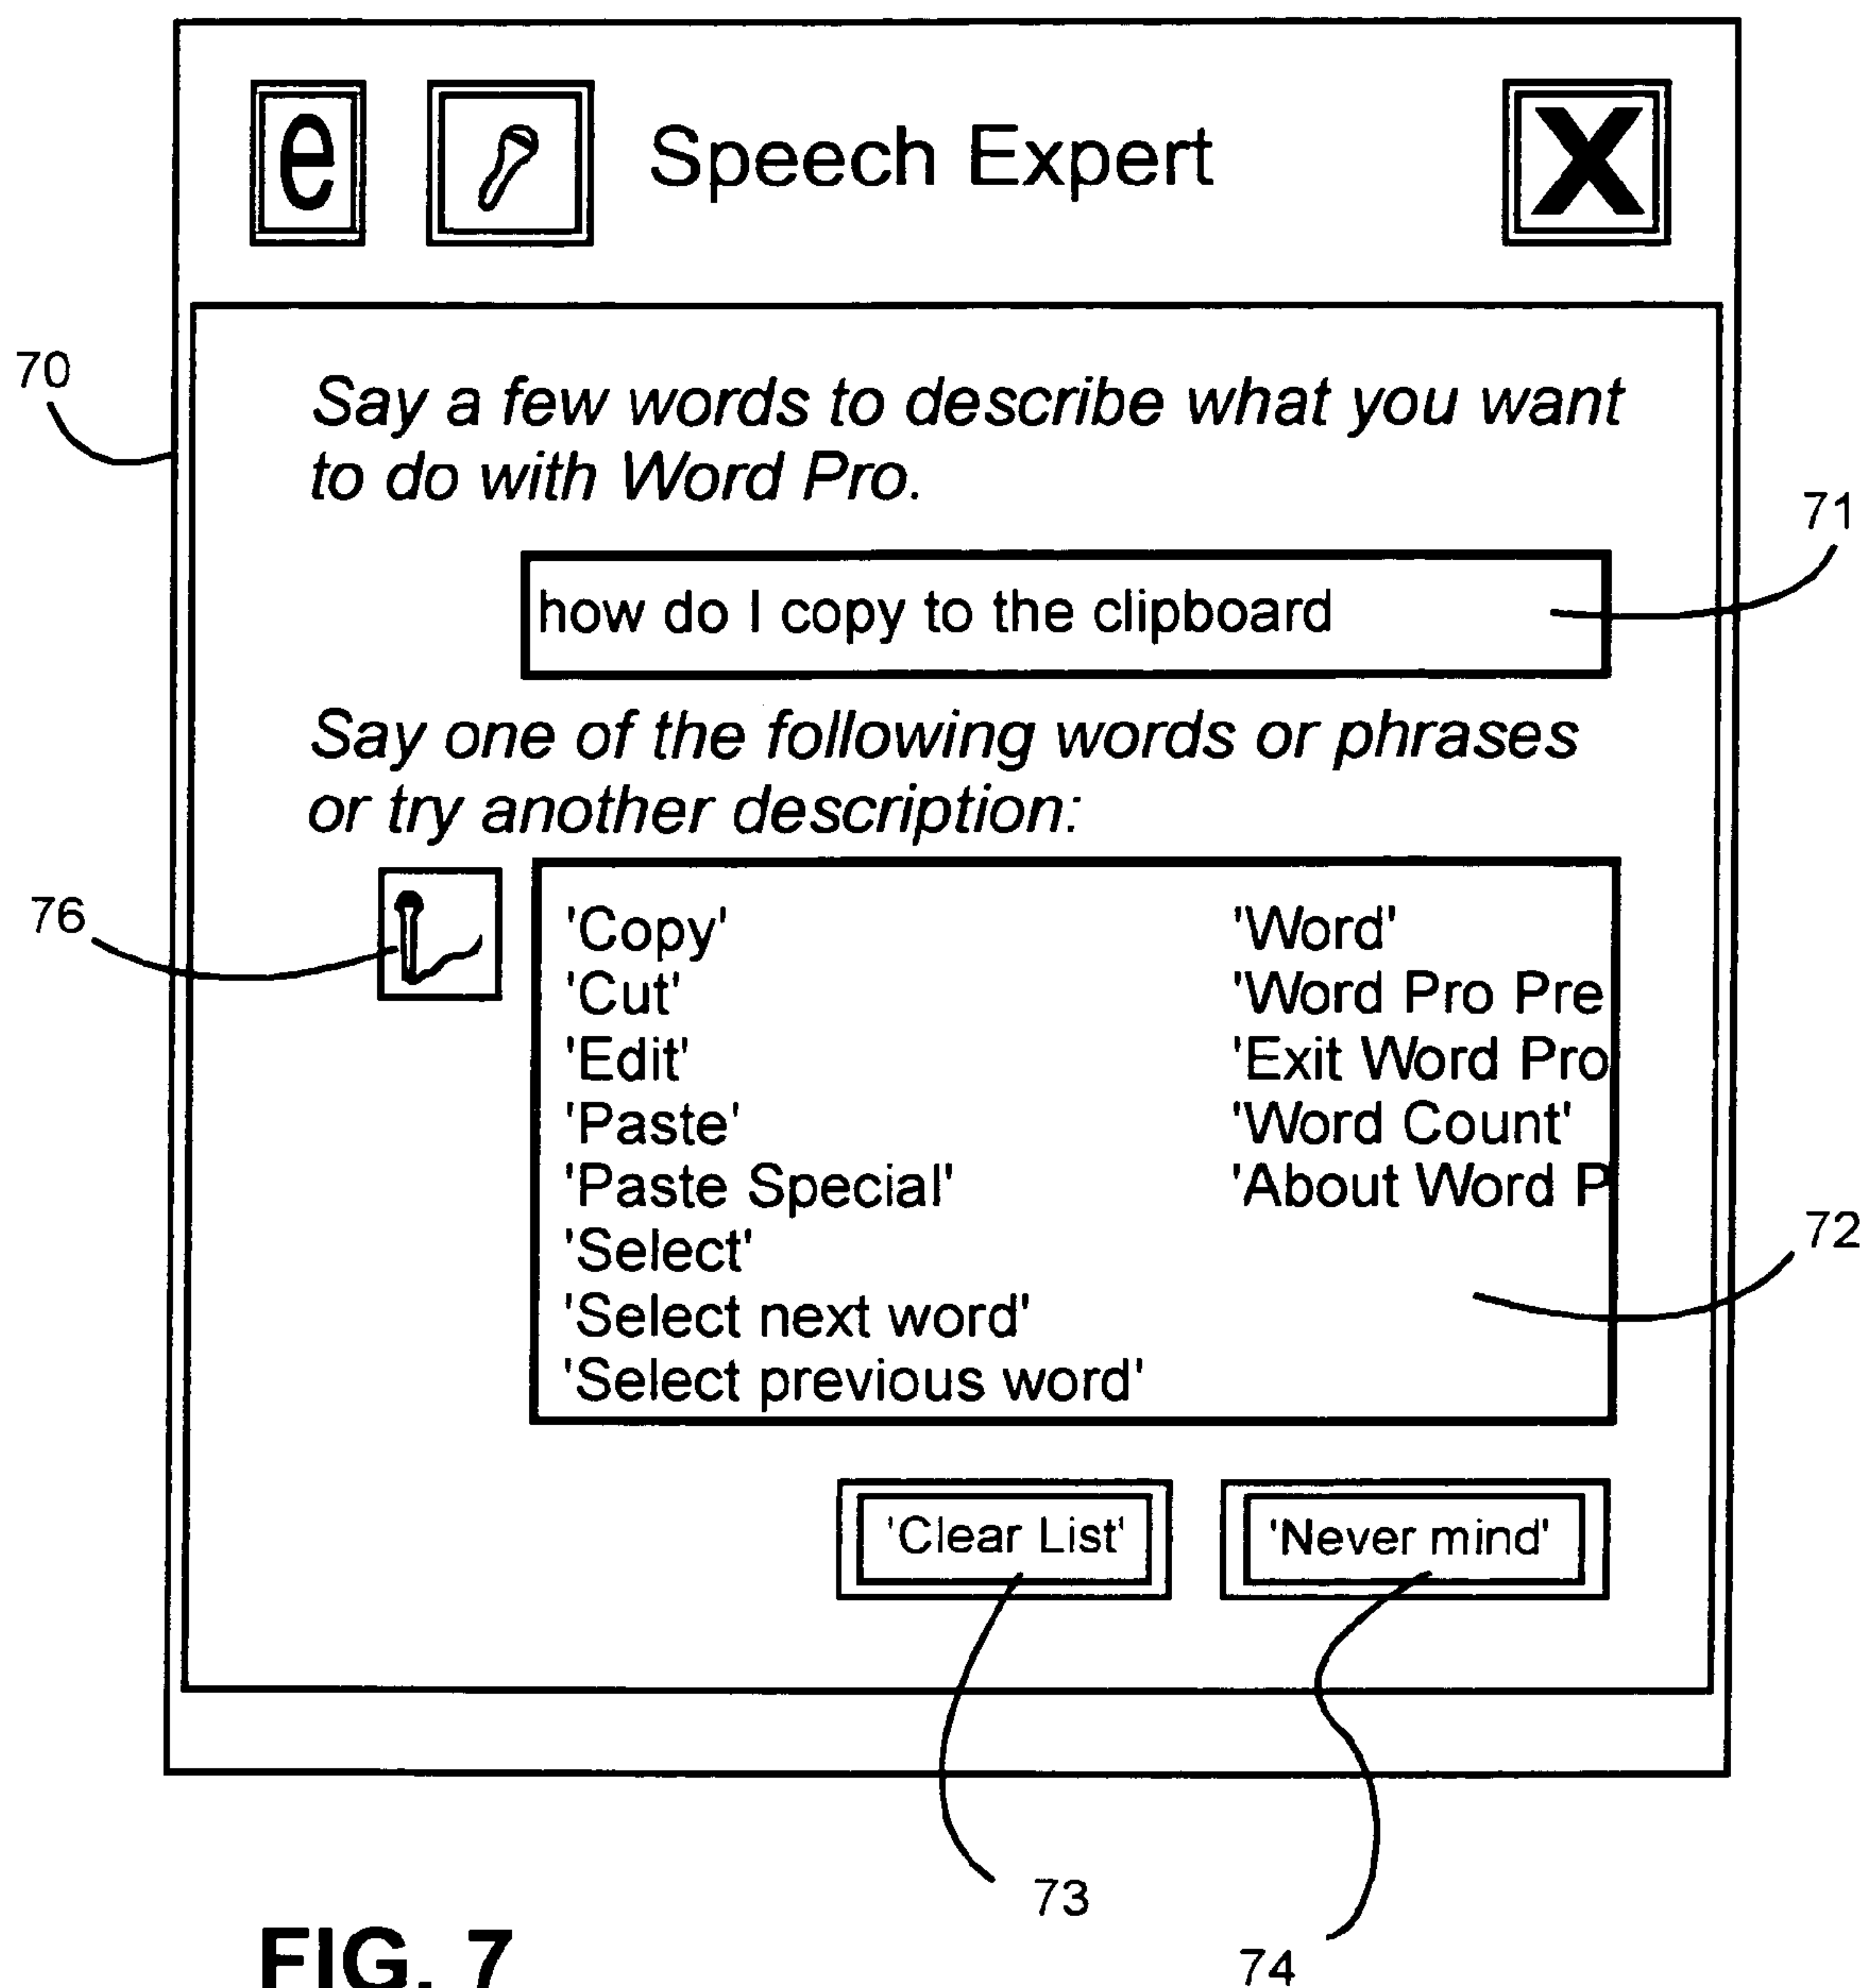 e Speech Expert X
70
Say a few words to describe what you want
to do with Word Pro.
71
how do I copy to the clipboard
Say one of the following words or phrases
or try another description:
76
'Copy' 'Word'
'Cut' 'Word Pro Pre
'Edit' 'Exit Word Pro
'Paste' 'Word Count'
'Paste Special' 'About Word P
72
'Select'
'Select next word'
'Select previous word'
'Clear List' 'Never mind'
73
74
FIG. 7